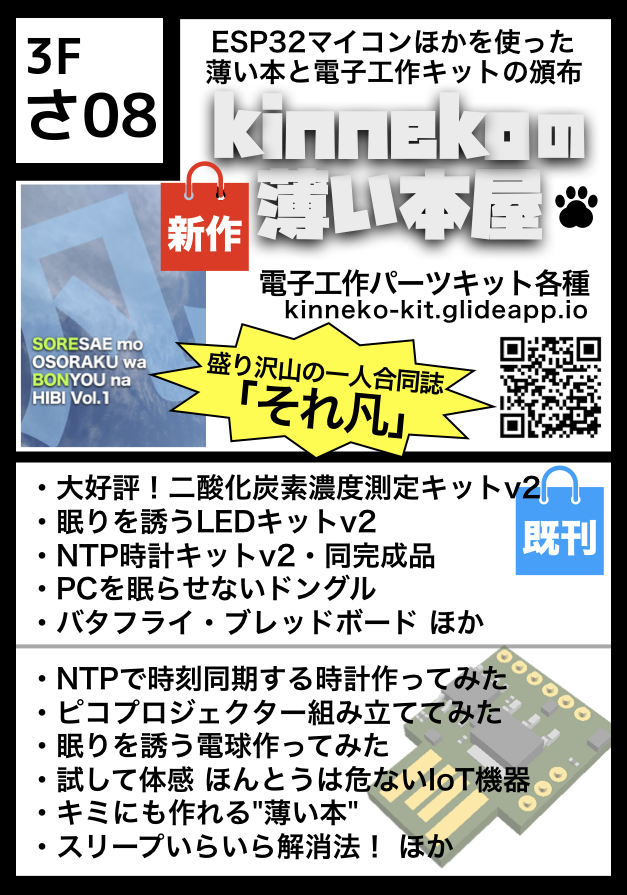 3F
さ08
ESP32マイコンほかを使った
薄い本と電子工作キットの頒布
kinnekoの
薄い本屋
新作
電子工作パーツキット各種
kinneko-kit.glideapp.io
SORESAE mo
OSORAKU wa
BONYOU na
HIBI Vol.1
盛り沢山の一人合同誌
「それ凡」
・大好評！二酸化炭素濃度測定キットv2
・眠りを誘うLEDキットv2
・NTP時計キットv2・同完成品
・PCを眠らせないドングル
・バタフライ・ブレッドボード ほか
既刊
・NTPで時刻同期する時計作ってみた
・ピコプロジェクター組み立ててみた
・眠りを誘う電球作ってみた
・試して体感 ほんとうは危ないIoT機器
・キミにも作れる"薄い本"
・スリープいらいら解消法！ ほか